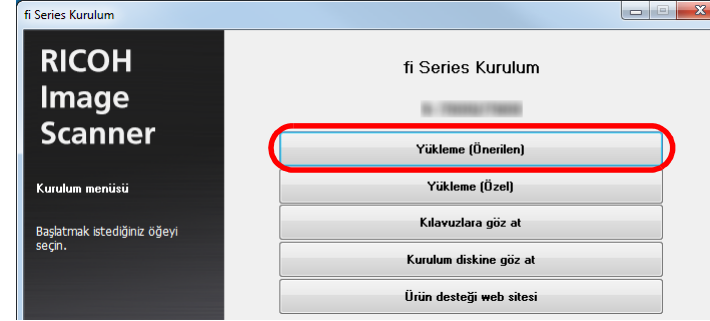 fi Series Kurulum
RICOH
Image
Scanner
Kurulum menüsü
Başlatmak istediğiniz öğeyi
seçin.
fi Series Kurulum
Yükleme (Önerilen)
Yükleme (Özel)
Kılavuzlara göz at
Kurulum diskine göz at
Ürün desteği web sitesi